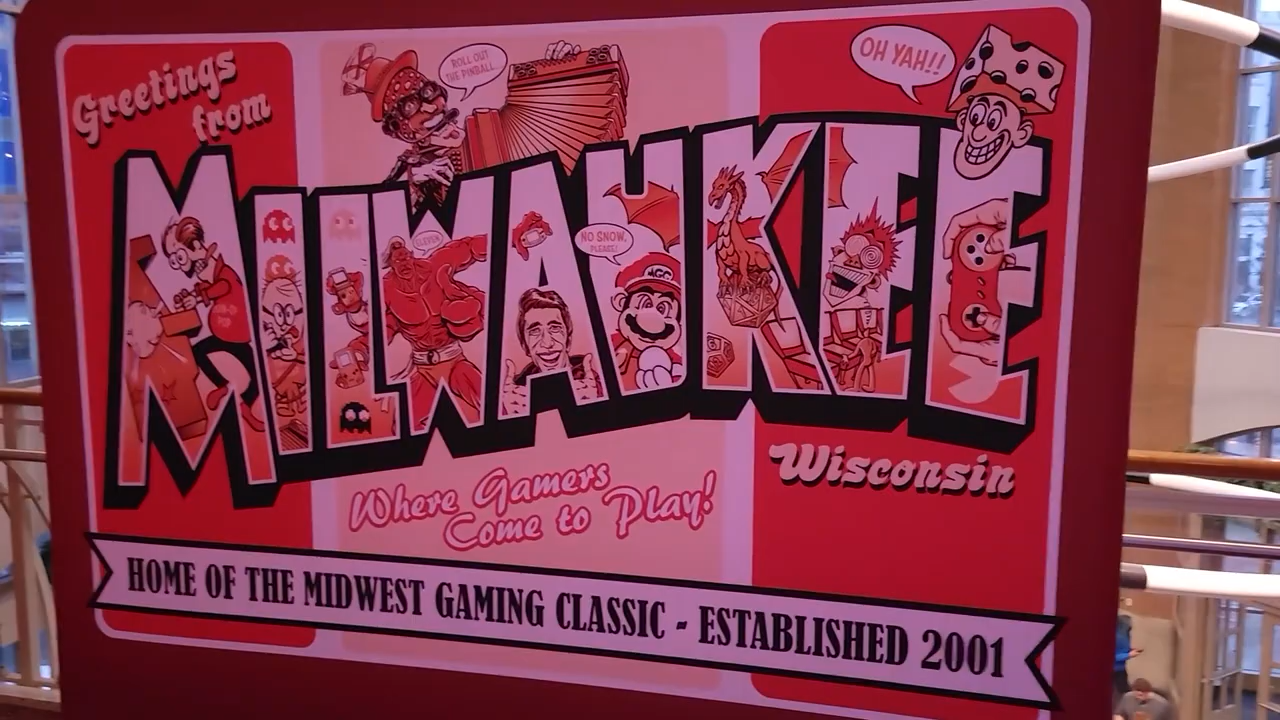 Greetings
from
ROLL OUT
THE PINBALL...
OH YAH!!
MILWAUKEE
ELEVEN!
NO SNOW,
PLEASE!
MGC
Wisconsin
Where Gamers
Come to Play!
HOME OF THE MIDWEST GAMING CLASSIC - ESTABLISHED 2001